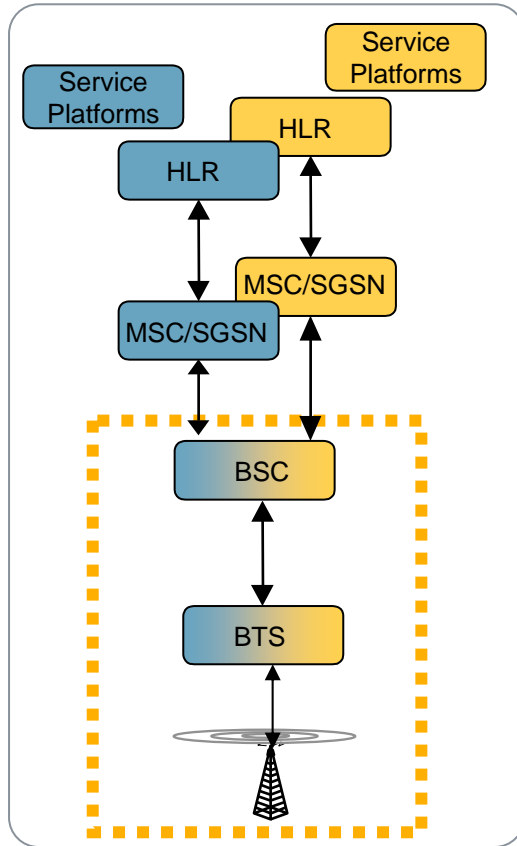 Service
Platforms
Service
Platforms
HLR
HLR
MSC/SGSN
MSC/SGSN
BSC
BTS